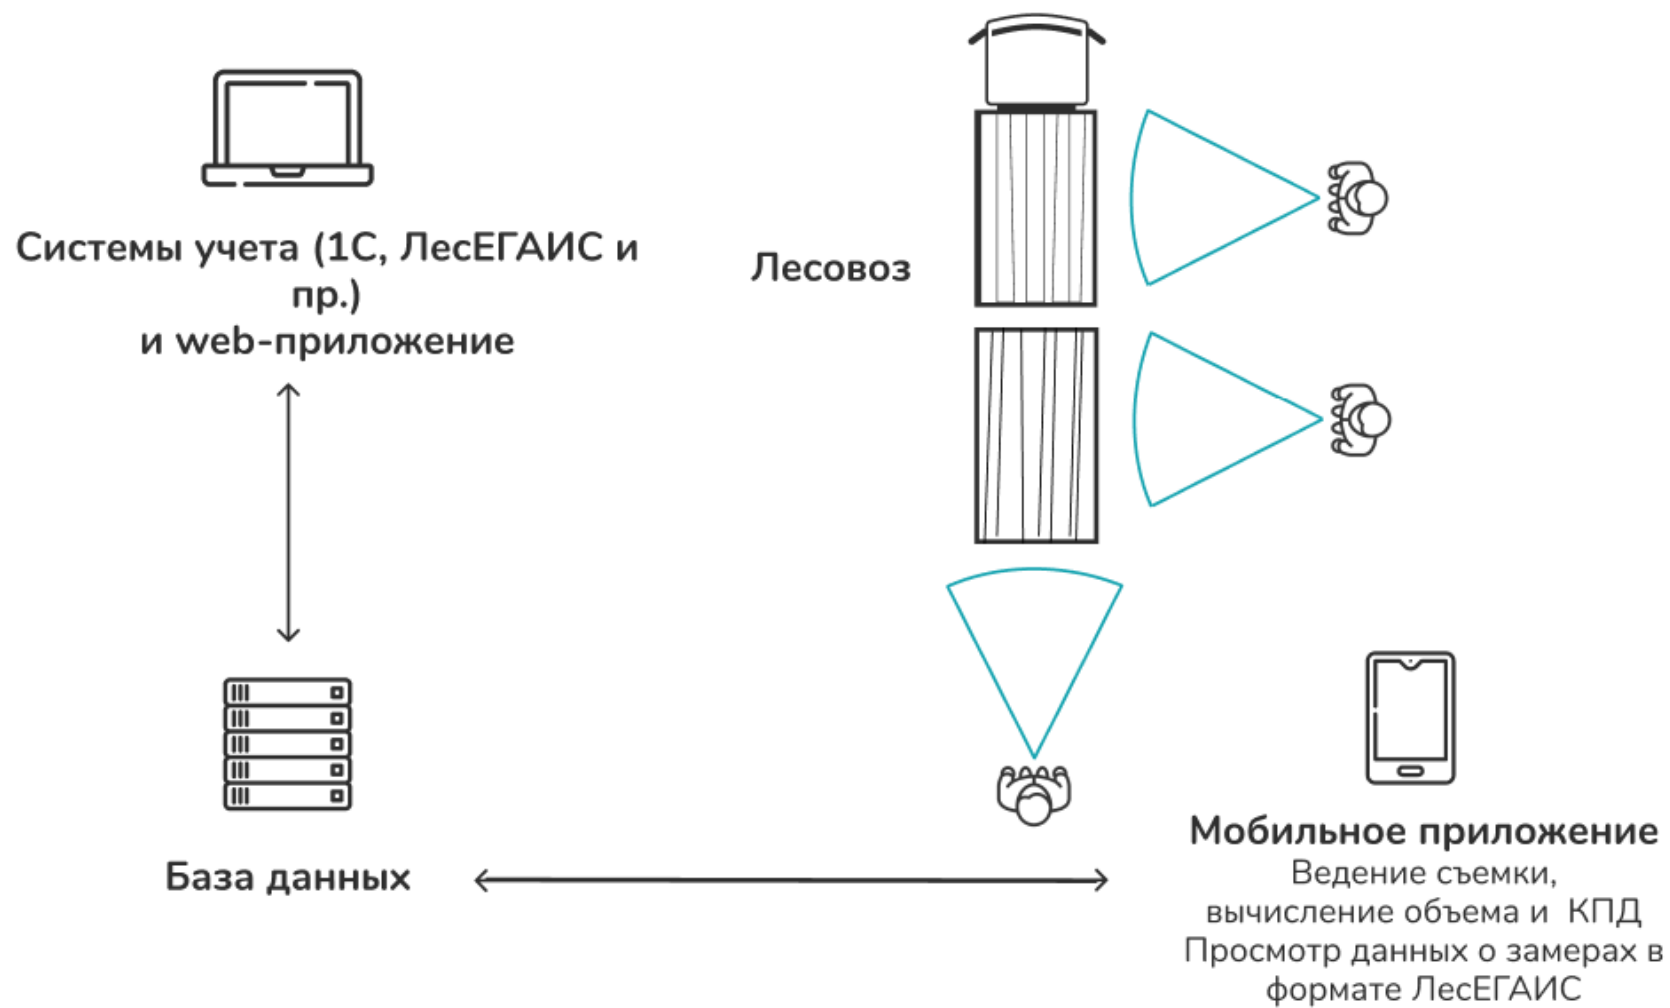 Системы учета (1С, ЛесЕГАИС и
пр.)
и web-приложение
Лесовоз
База данных
Мобильное приложение
Ведение съемки,
вычисление объема и КПД
Просмотр данных о замерах в
формате ЛесЕГАИС